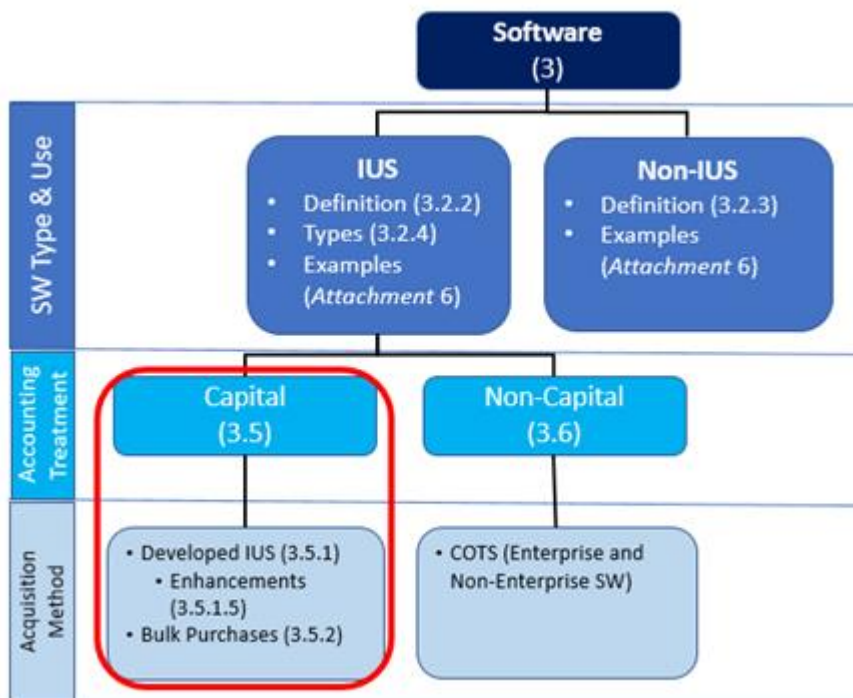 Software
(3)
SW Type & Use
IUS
• Definition (3.2.2)
• Types (3.2.4)
• Examples
(Attachment 6)
Non-IUS
• Definition (3.2.3)
• Examples
(Attachment 6)
Accounting
Treatment
Capital
(3.5)
Non-Capital
(3.6)
Acquisition
Method
• Developed IUS (3.5.1)
• Enhancements
(3.5.1.5)
• Bulk Purchases (3.5.2)
• COTS (Enterprise and
Non-Enterprise SW)